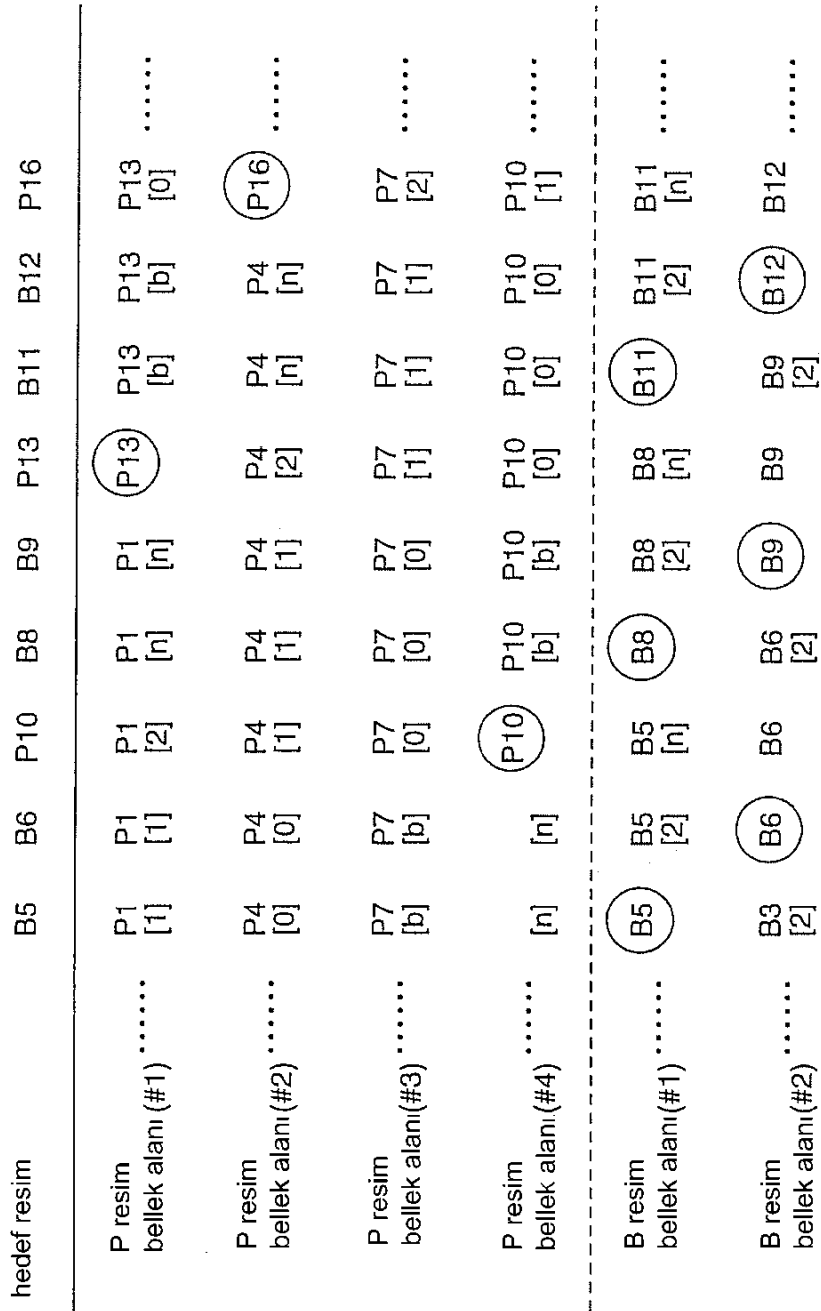 hedef resim B5 B6 P10 B8 B9 P13 B11 B12 P16
P resim
bellek alanı(#1) ...... P1 P1 P1 P1 P1 P13 P13 P13 P13 ......
[1] [1] [2] [n] [n] [b] [b] [0]
P resim
bellek alanı(#2) ...... P4 P4 P4 P4 P4 P4 P4 P4 P16 ......
[0] [0] [1] [1] [1] [2] [n] [n]
P resim
bellek alanı(#3) ...... P7 P7 P7 P7 P7 P7 P7 P7 P7 ......
[b] [b] [0] [0] [0] [1] [1] [1] [2]
P resim
bellek alanı(#4) ...... P10 P10 P10 P10 P10 P10 P10 ......
[n] [n] [b] [b] [0] [0] [0] [1]
B resim
bellek alanı(#1) ...... B5 B5 B5 B8 B8 B8 B11 B11 B11 ......
[2] [n] [2] [n] [2] [n]
B resim
bellek alanı(#2) ...... B3 B6 B6 B6 B9 B9 B9 B12 B12 ......
[2] [2] [2]